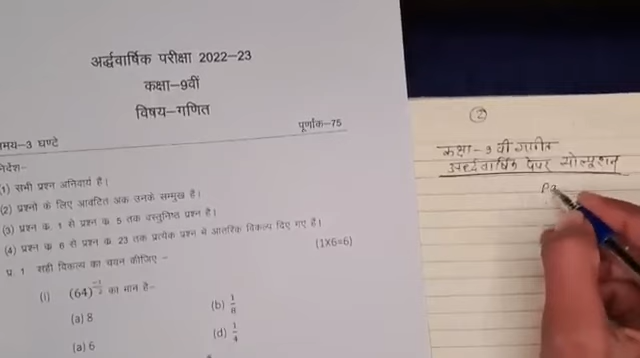 अर्द्धवार्षिक परीक्षा 2022–23
कक्षा–9वीं
विषय–गणित
समय–3 घण्टे
पूर्णांक–75
निर्देश–
(1) सभी प्रश्न अनिवार्य हैं।
(2) प्रश्नों के लिए आवंटित अंक उनके सम्मुख हैं।
(3) प्रश्न क्र. 1 से प्रश्न क्र. 5 तक वस्तुनिष्ठ प्रश्न हैं।
(4) प्रश्न क्र 6 से प्रश्न क्र. 23 तक प्रत्येक प्रश्न में आंतरिक विकल्प दिए गए हैं।
प्र. 1 सही विकल्प का चयन कीजिए –
(1X6=6)
(i) का मान है–
(a) 8
(b) 1/8
(a) 6
(d) 1/4
②
कक्षा - 9 वीं गणित
अर्द्धवार्षिक पेपर सोल्यूशन